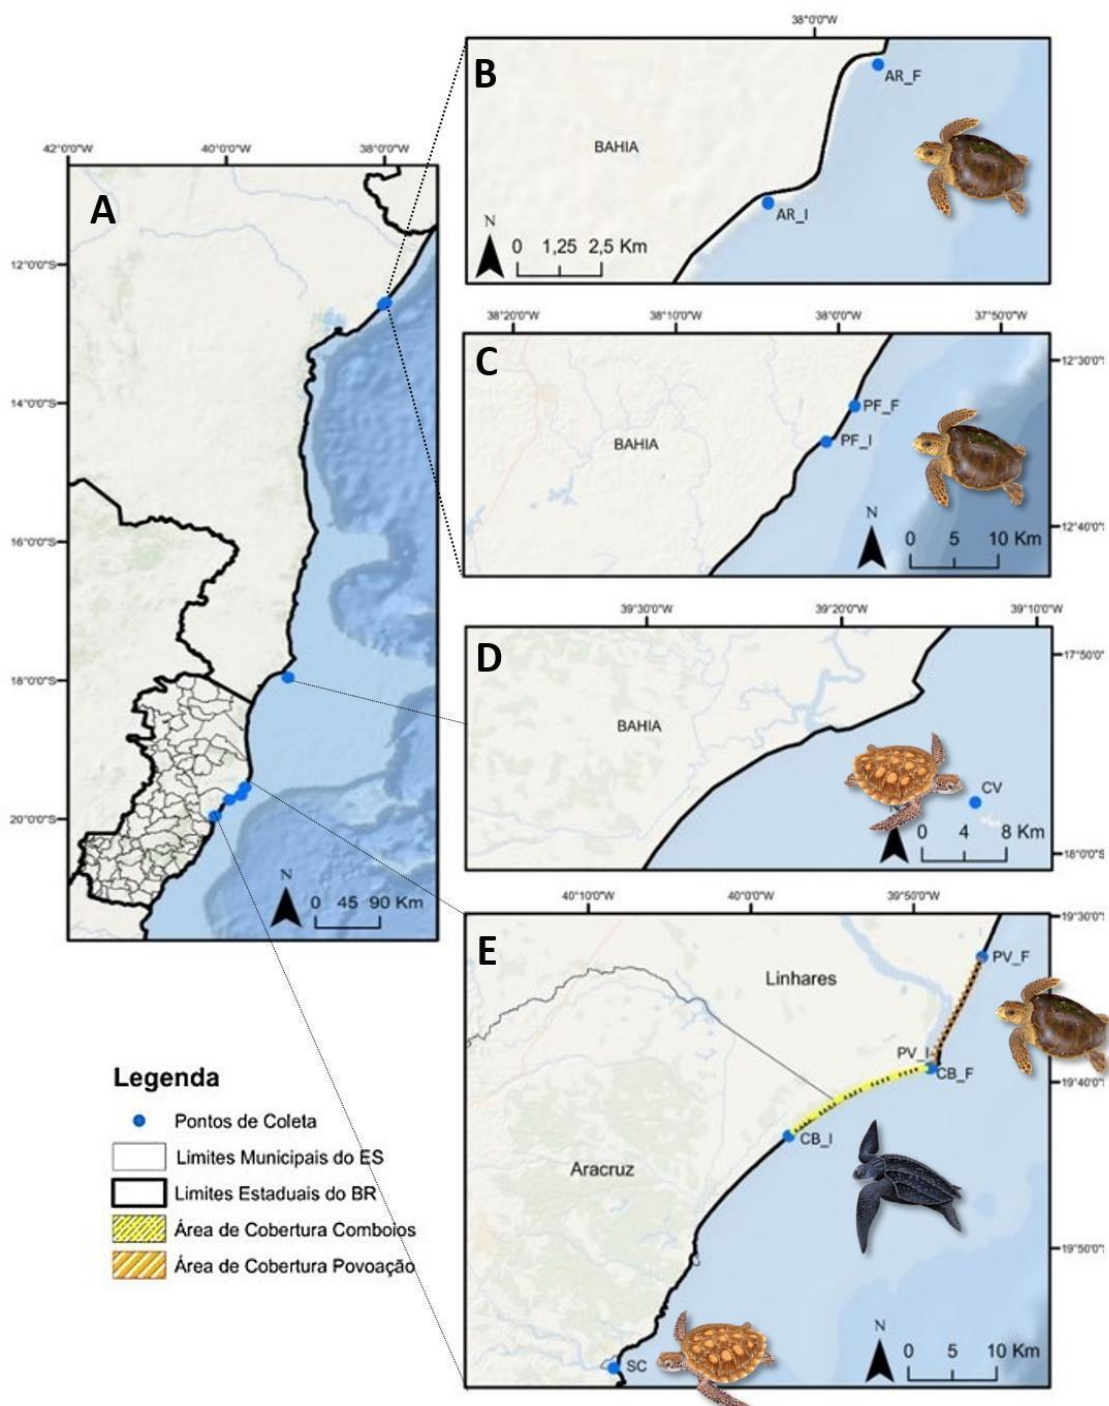 A
42°0'0"W
40°0'0"W
38°0'0"W
12°0'0"S
14°0'0"S
16°0'0"S
18°0'0"S
20°0'0"S
N
0 45 90 Km
B
38°0'0"W
BAHIA
AR_F
AR_I
N
0 1,25 2,5 Km
C
38°20'0"W
38°10'0"W
38°0'0"W
37°50'0"W
12°30'0"S
12°40'0"S
BAHIA
PF_F
PF_I
N
0 5 10 Km
D
39°30'0"W
39°20'0"W
39°10'0"W
17°50'0"
18°0'0"S
BAHIA
CV
0 4 8 Km
E
40°10'0"W
40°0'0"W
39°50'0"W
19°30'0"
19°40'0"
19°50'0"
Linhares
PV_F
PV_I
CB_F
CB_I
Aracruz
SC
N
0 5 10 Km
Legenda
Pontos de Coleta
Limites Municipais do ES
Limites Estaduais do BR
Área de Cobertura Comboios
Área de Cobertura Povoação